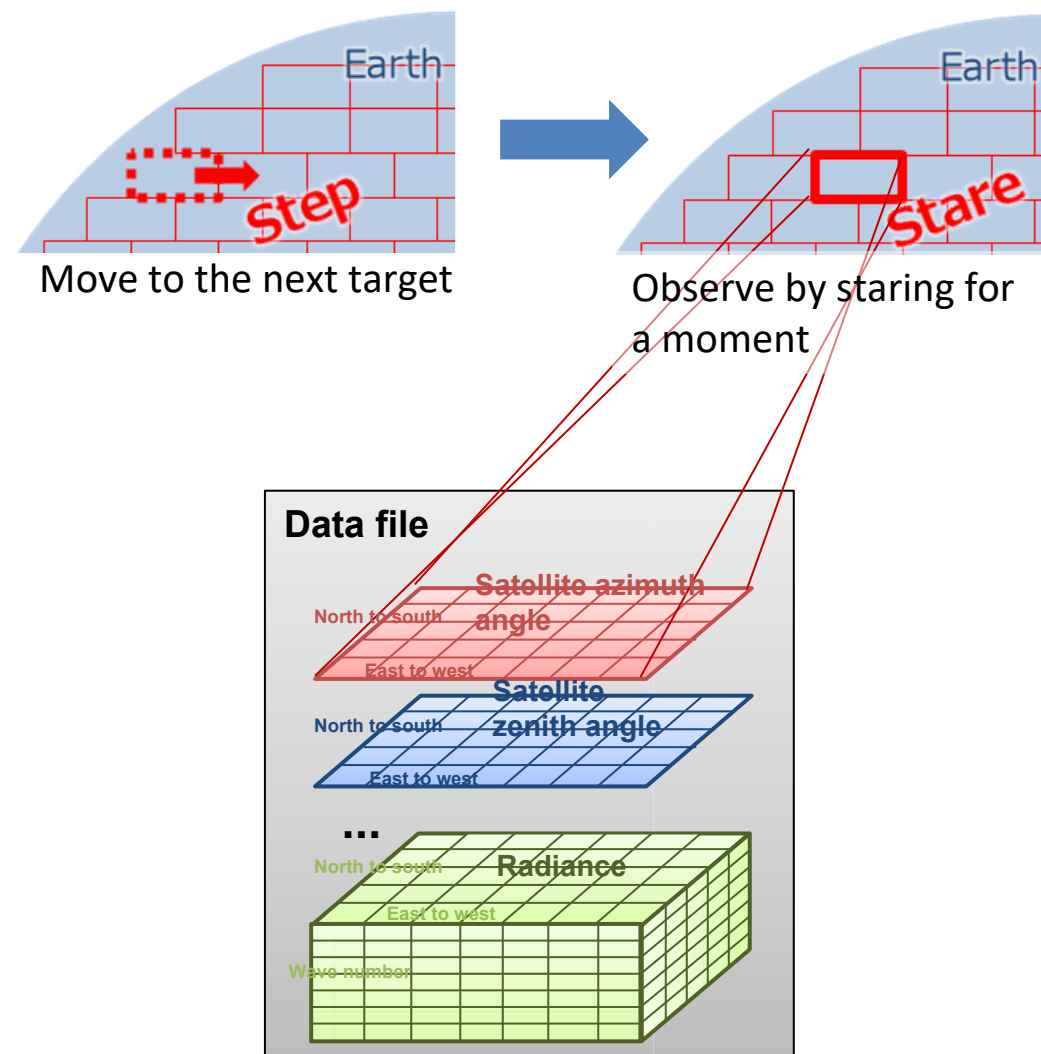 Earth
Step
Move to the next target
Earth
Stare
Observe by staring for
a moment
Data file
Satellite azimuth
angle
North to south
East to west
Satellite
zenith angle
North to south
East to west
...
Radiance
North to south
East to west
Wave number